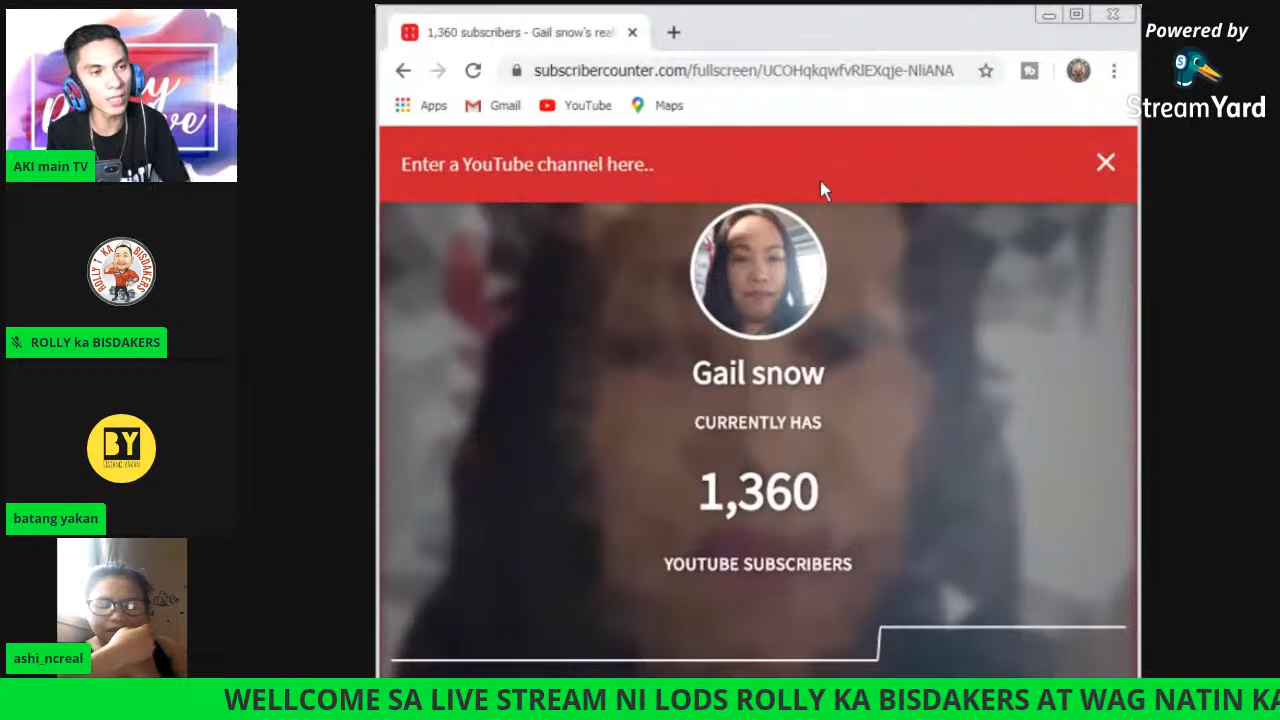 AKI main TV
ROLLY ka BISDAKERS
BY
batang yakan
ashi_ncreal
1,360 subscribers - Gail snow's real
subscribercounter.com/fullscreen/UCOHqkqwfvRlEXqje-NliANA
Apps
Gmail
YouTube
Maps
Enter a YouTube channel here..
Gail snow
CURRENTLY HAS
1,360
YOUTUBE SUBSCRIBERS
Powered by
StreamYard
WELLCOME SA LIVE STREAM NI LODS ROLLY KA BISDAKERS AT WAG NATIN KA